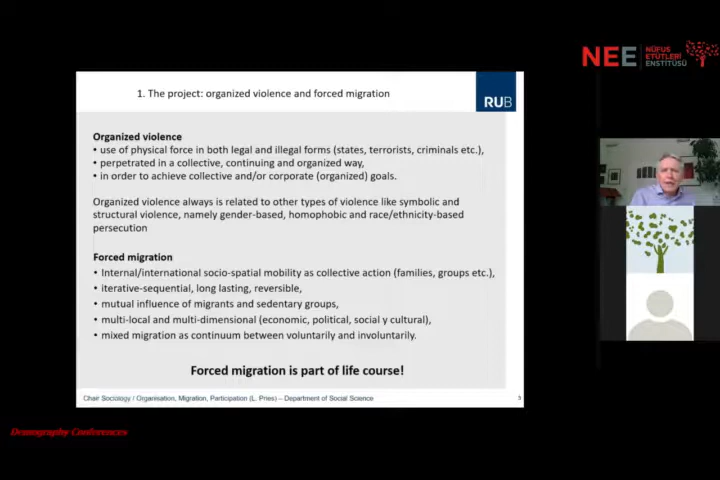 NEE
NÜFUS
ETÜTLERİ
ENSTİTÜSÜ
1. The project: organized violence and forced migration
RUB
Organized violence
• use of physical force in both legal and illegal forms (states, terrorists, criminals etc.),
• perpetrated in a collective, continuing and organized way,
• in order to achieve collective and/or corporate (organized) goals.
Organized violence always is related to other types of violence like symbolic and
structural violence, namely gender-based, homophobic and race/ethnicity-based
persecution
Forced migration
• Internal/international socio-spatial mobility as collective action (families, groups etc.),
• iterative-sequential, long lasting, reversible,
• mutual influence of migrants and sedentary groups,
• multi-local and multi-dimensional (economic, political, social y cultural),
• mixed migration as continuum between voluntarily and involuntarily.
Forced migration is part of life course!
Chair Sociology / Organisation, Migration, Participation (L. Pries) – Department of Social Science
3
Demography Conferences